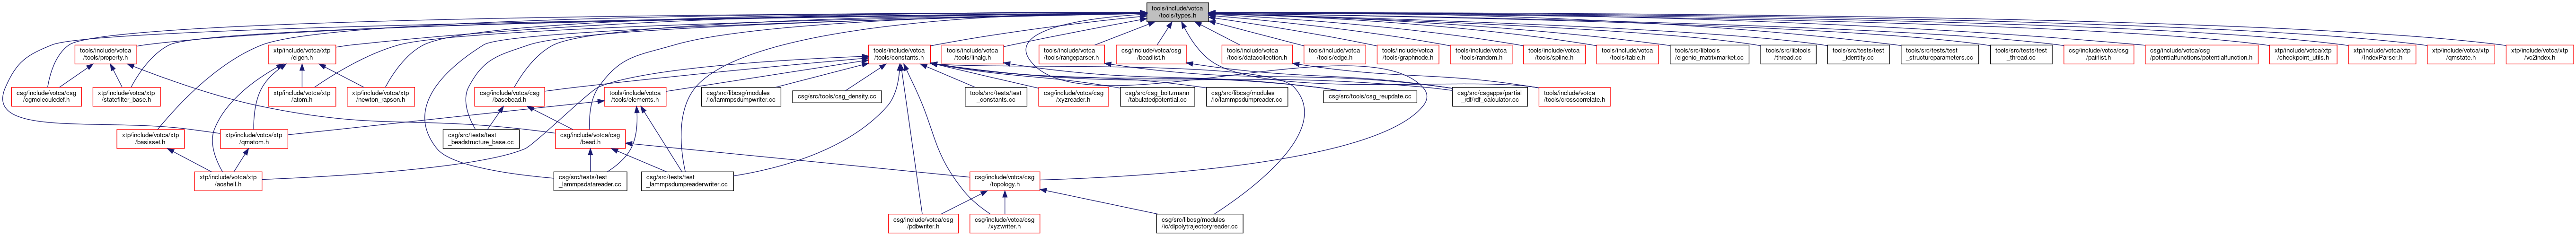 tools/include/votca
/tools/types.h
tools/include/votca
/tools/property.h
xtp/include/votca/xtp
/eigen.h
tools/include/votca
/tools/constants.h
tools/include/votca
/tools/linalg.h
tools/include/votca
/tools/rangeparser.h
csg/include/votca/csg
/beadlist.h
tools/include/votca
/tools/datacollection.h
tools/include/votca
/tools/edge.h
tools/include/votca
/tools/graphnode.h
tools/include/votca
/tools/random.h
tools/include/votca
/tools/spline.h
tools/include/votca
/tools/table.h
tools/src/libtools
/eigenio_matrixmarket.cc
tools/src/libtools
/thread.cc
tools/src/tests/test
_identity.cc
tools/src/tests/test
_structureparameters.cc
tools/src/tests/test
_thread.cc
csg/include/votca/csg
/pairlist.h
csg/include/votca/csg
/potentialfunctions/potentialfunction.h
xtp/include/votca/xtp
/checkpoint_utils.h
xtp/include/votca/xtp
/IndexParser.h
xtp/include/votca/xtp
/qmstate.h
xtp/include/votca/xtp
/vc2index.h
csg/include/votca/csg
/cgmoleculedef.h
xtp/include/votca/xtp
/statefilter_base.h
xtp/include/votca/xtp
/atom.h
xtp/include/votca/xtp
/newton_rapson.h
csg/include/votca/csg
/basebead.h
tools/include/votca
/tools/elements.h
csg/src/libcsg/modules
/io/lammpsdumpwriter.cc
csg/src/tools/csg_density.cc
tools/src/tests/test
_constants.cc
csg/include/votca/csg
/xyzreader.h
csg/src/csg_boltzmann
/tabulatedpotential.cc
csg/src/libcsg/modules
/io/lammpsdumpreader.cc
csg/src/tools/csg_reupdate.cc
csg/src/csgapps/partial
_rdf/rdf_calculator.cc
tools/include/votca
/tools/crosscorrelate.h
xtp/include/votca/xtp
/basisset.h
xtp/include/votca/xtp
/qmatom.h
csg/src/tests/test
_beadstructure_base.cc
csg/include/votca/csg
/bead.h
xtp/include/votca/xtp
/aoshell.h
csg/src/tests/test
_lammpsdatareader.cc
csg/src/tests/test
_lammpsdumpreaderwriter.cc
csg/include/votca/csg
/topology.h
csg/include/votca/csg
/pdbwriter.h
csg/include/votca/csg
/xyzwriter.h
csg/src/libcsg/modules
/io/dlpolytrajectoryreader.cc